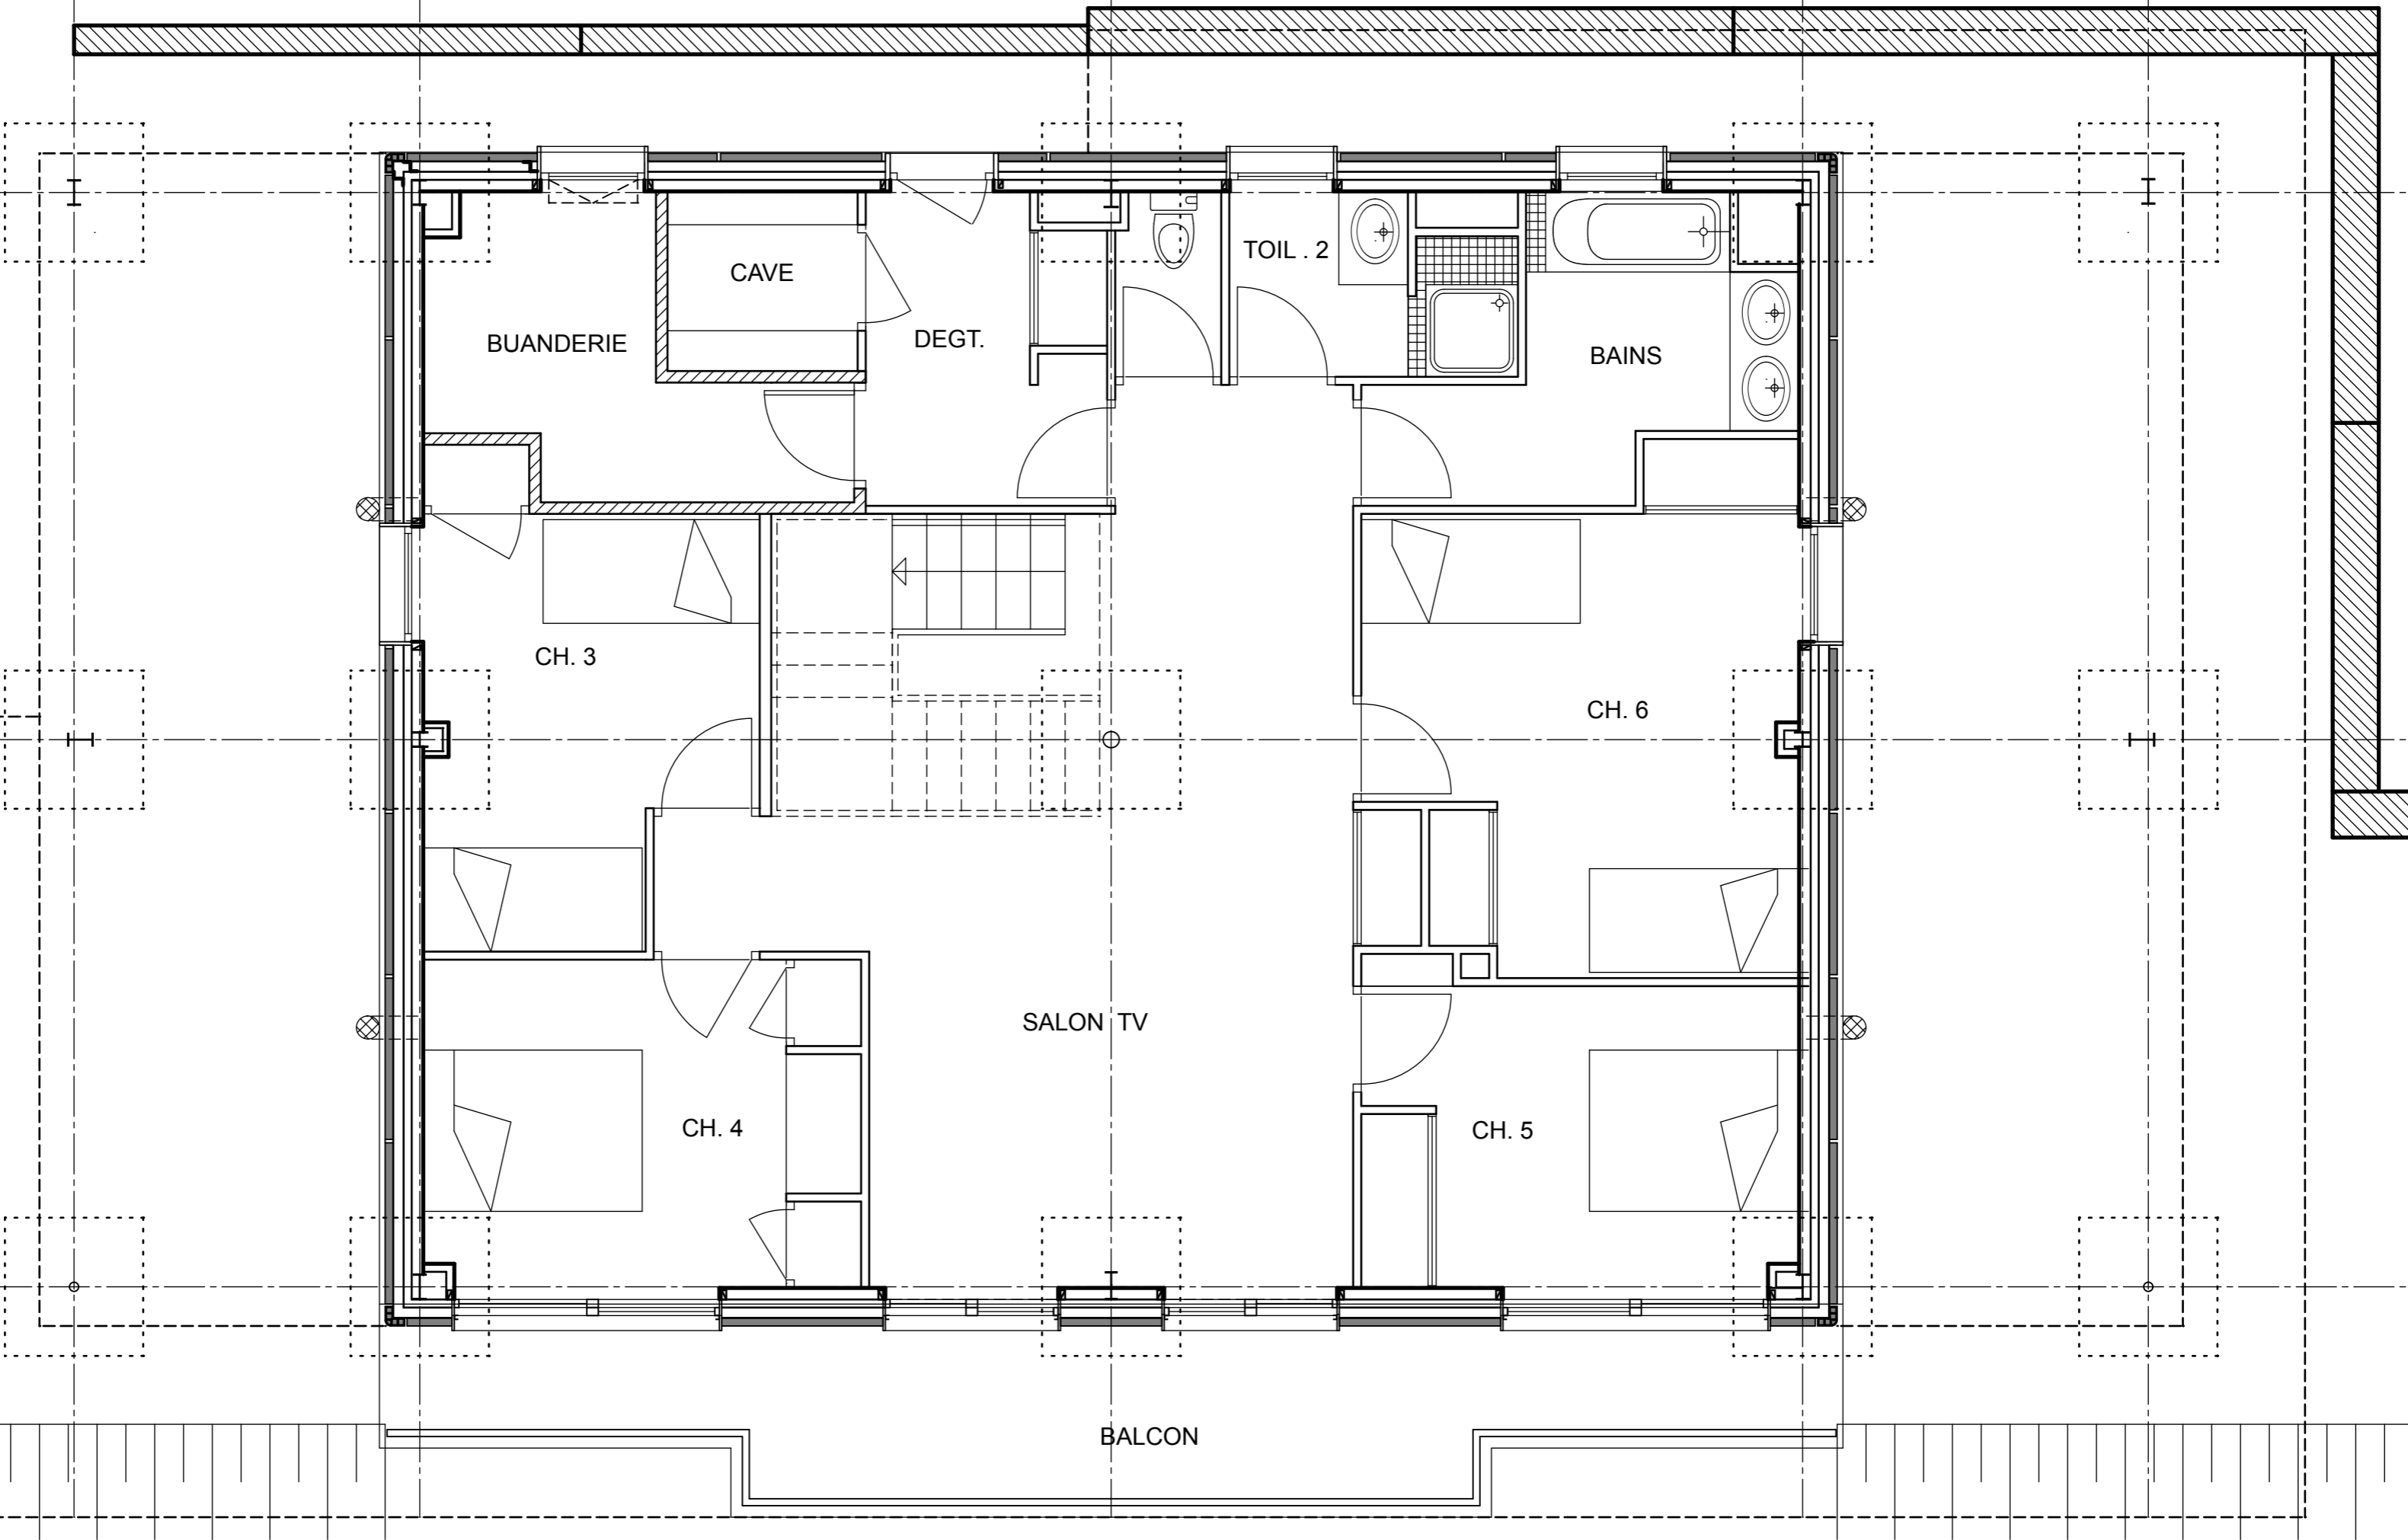 TOIL . 2
CAVE
DEGT.
BUANDERIE
BAINS
CH. 3
CH. 6
SALON TV
CH. 4
CH. 5
BALCON